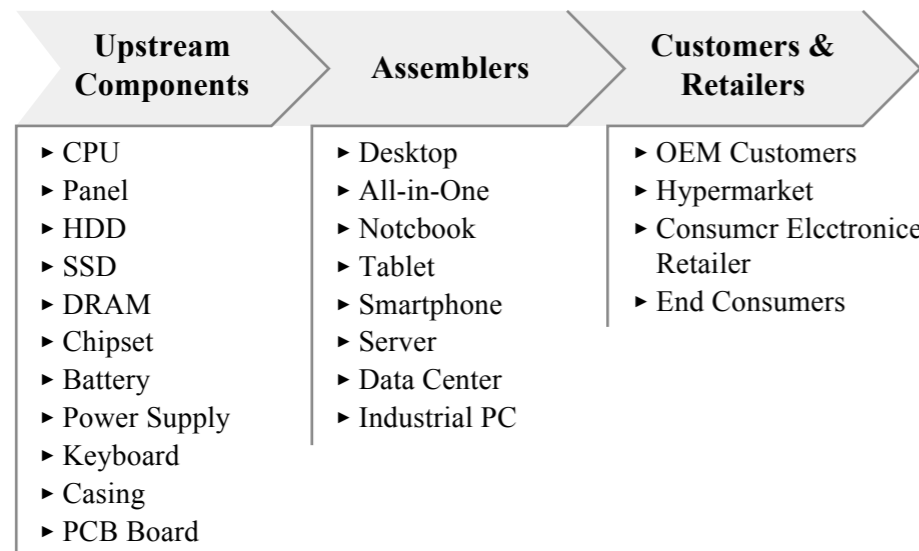 Upstream
Components
Assemblers
Customers &
Retailers
▸ CPU
▸ Panel
▸ HDD
▸ SSD
▸ DRAM
▸ Chipset
▸ Battery
▸ Power Supply
▸ Keyboard
▸ Casing
▸ PCB Board
▸ Desktop
▸ All-in-One
▸ Notcbook
▸ Tablet
▸ Smartphone
▸ Server
▸ Data Center
▸ Industrial PC
▸ OEM Customers
▸ Hypermarket
▸ Consumcr Elcctronice
Retailer
▸ End Consumers